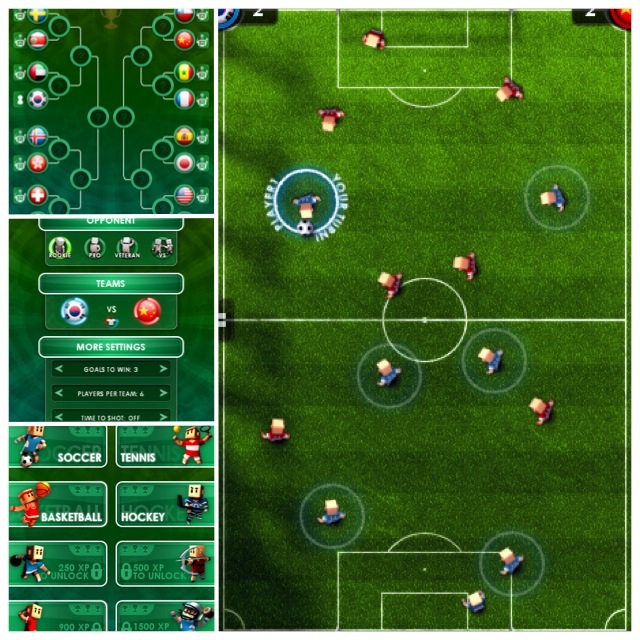 OPPONENT
ROOKIE PRO VETERAN VS
TEAMS
VS
MORE SETTINGS
GOALS TO WIN: 3
PLAYERS PER TEAM: 6
TIME TO SHOT: OFF
SOCCER TENNIS
BASKETBALL HOCKEY
250 XP
TO UNLOCK
500 XP
TO UNLOCK
900 XP 1500 XP
2 2
PLAYER1 YOUR TURN!